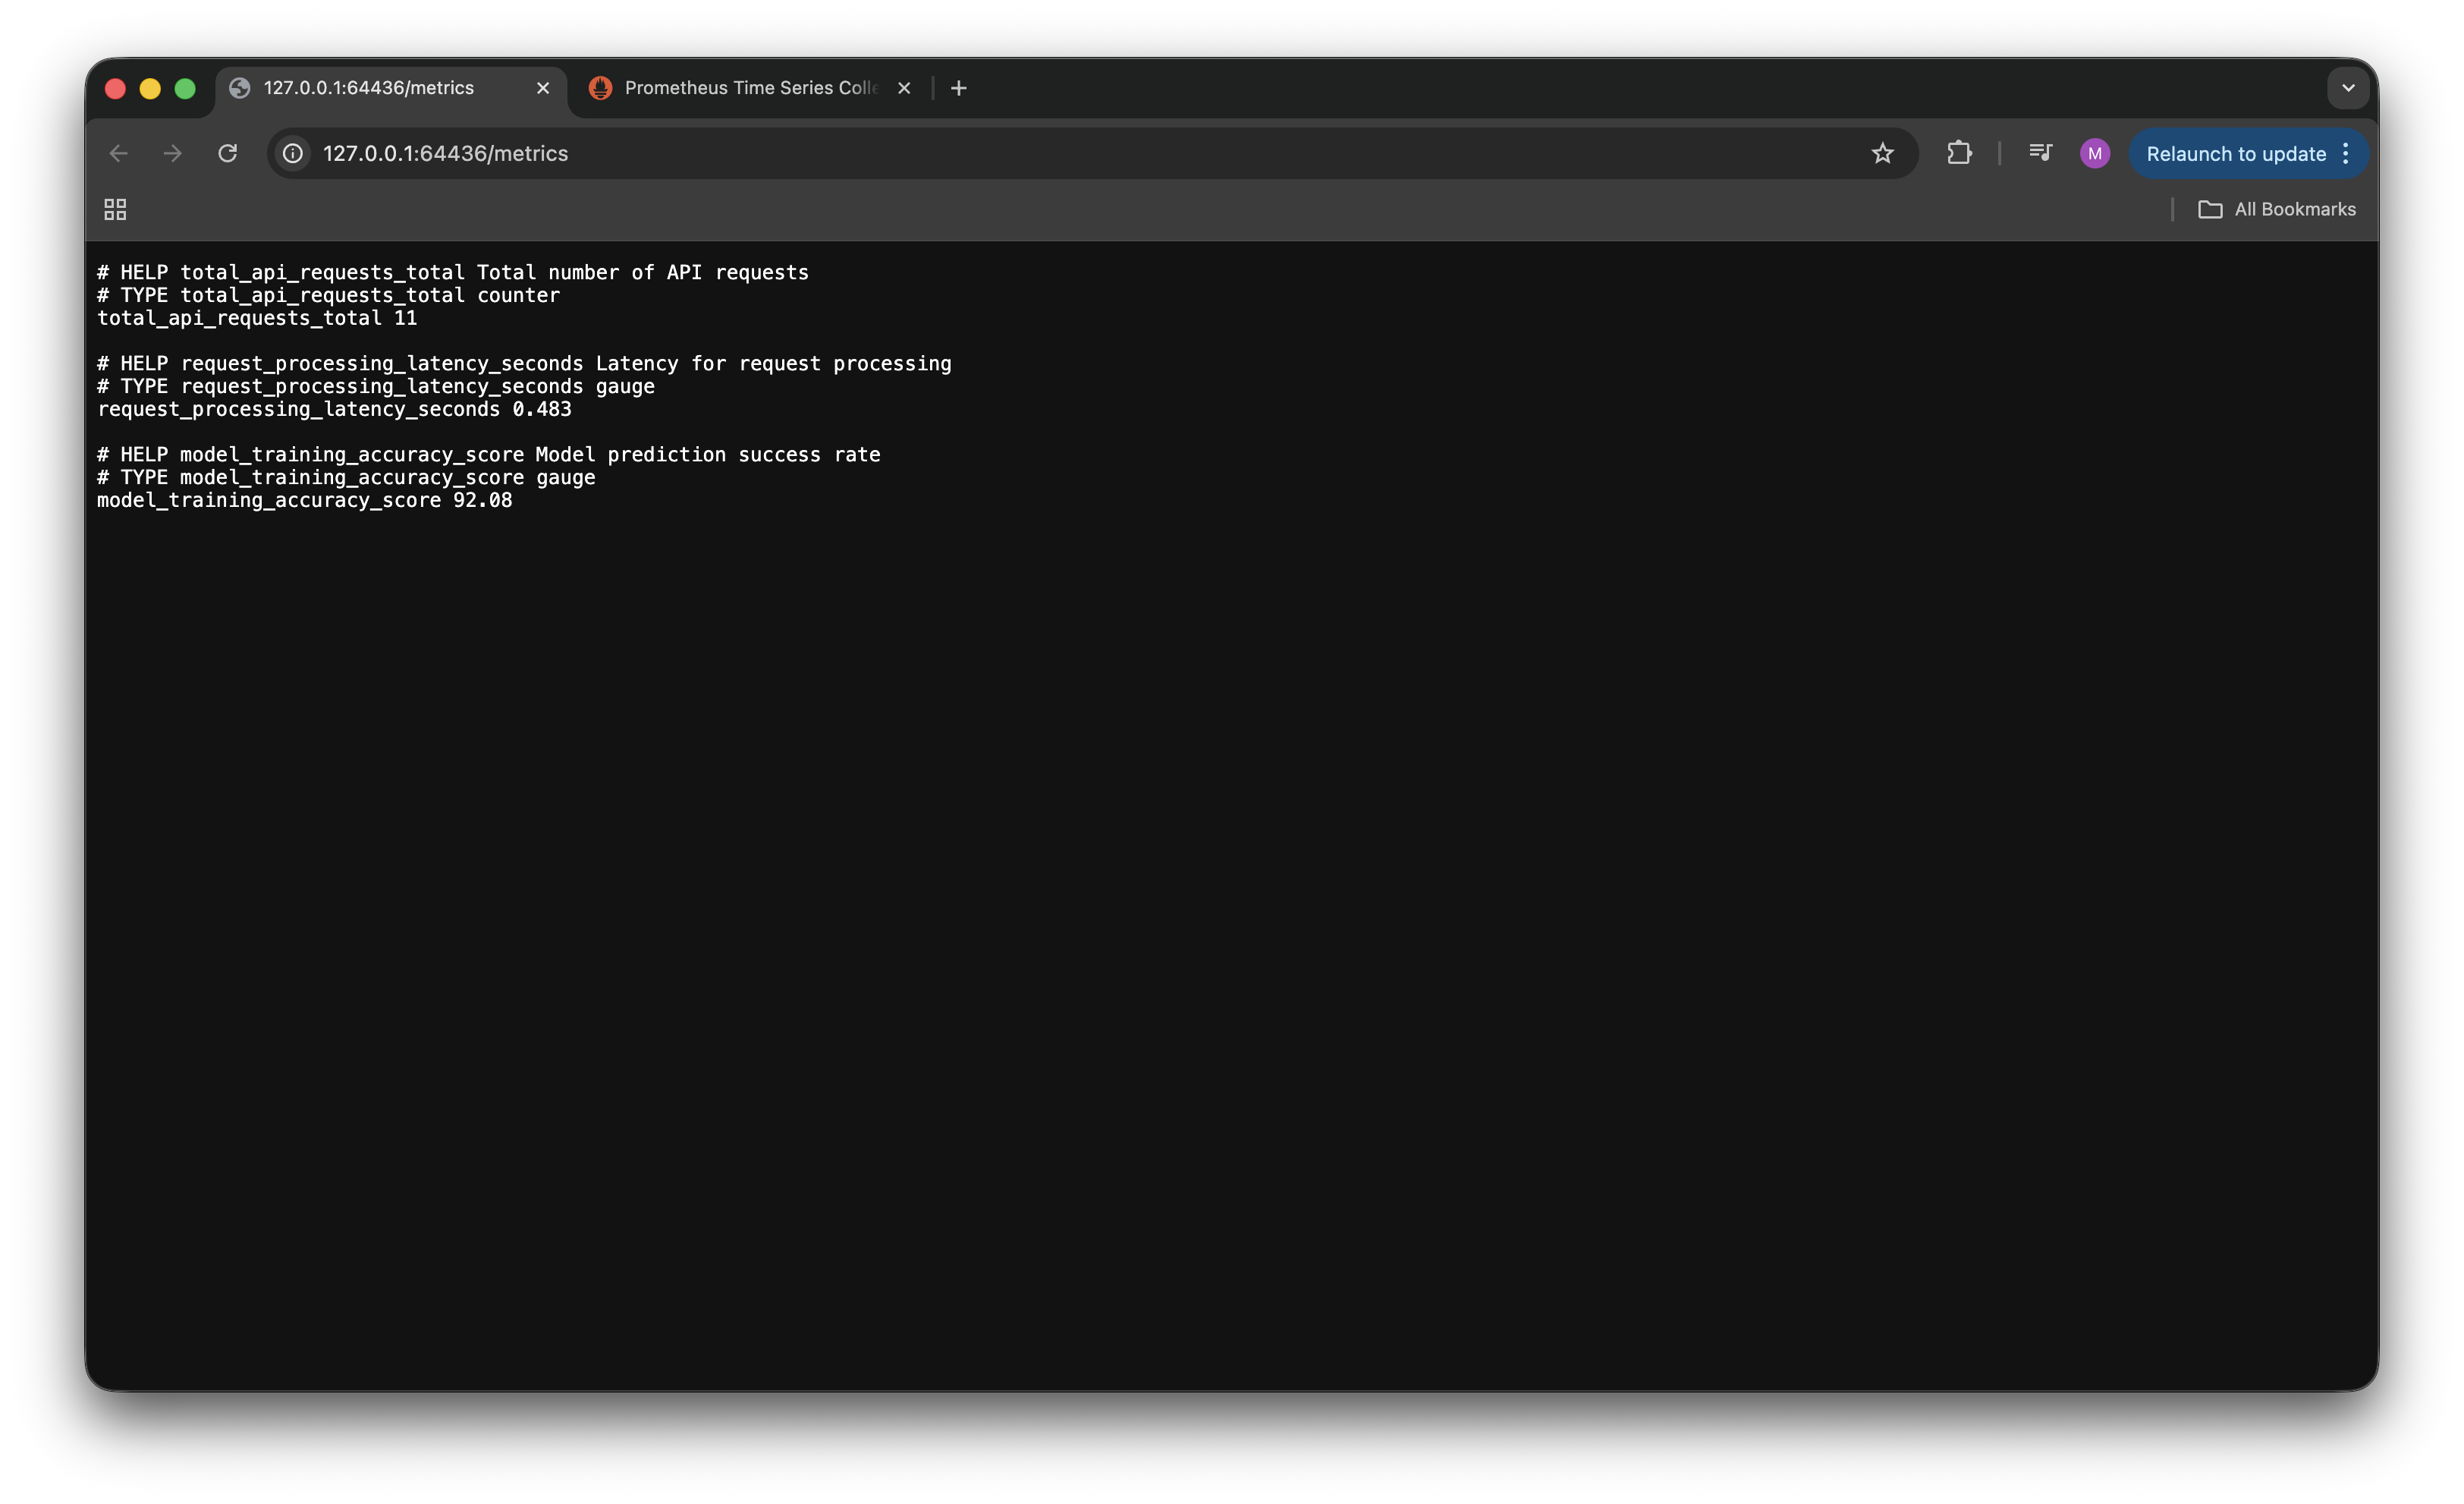 127.0.0.1:64436/metrics
Prometheus Time Series Colle
127.0.0.1:64436/metrics
M
Relaunch to update
All Bookmarks
# HELP total_api_requests_total Total number of API requests
# TYPE total_api_requests_total counter
total_api_requests_total 11
# HELP request_processing_latency_seconds Latency for request processing
# TYPE request_processing_latency_seconds gauge
request_processing_latency_seconds 0.483
# HELP model_training_accuracy_score Model prediction success rate
# TYPE model_training_accuracy_score gauge
model_training_accuracy_score 92.08